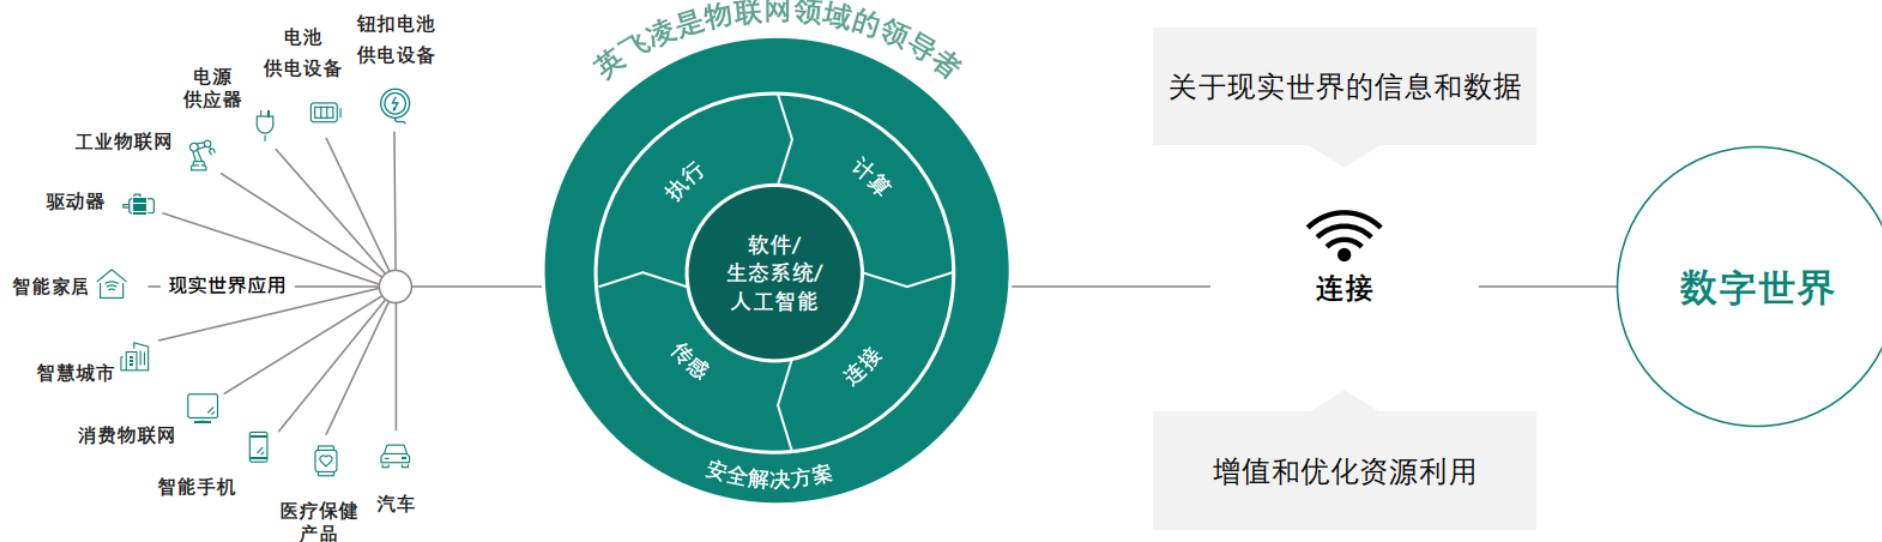 钮扣电池
供电设备
电池
供电设备
电源
供应器
工业物联网
驱动器
智能家居
现实世界应用
智慧城市
消费物联网
智能手机
医疗保健
产品
汽车
英飞凌是物联网领域的领导者
执行
计算
软件/
生态系统/
人工智能
传感
连接
安全解决方案
关于现实世界的信息和数据
连接
增值和优化资源利用
数字世界